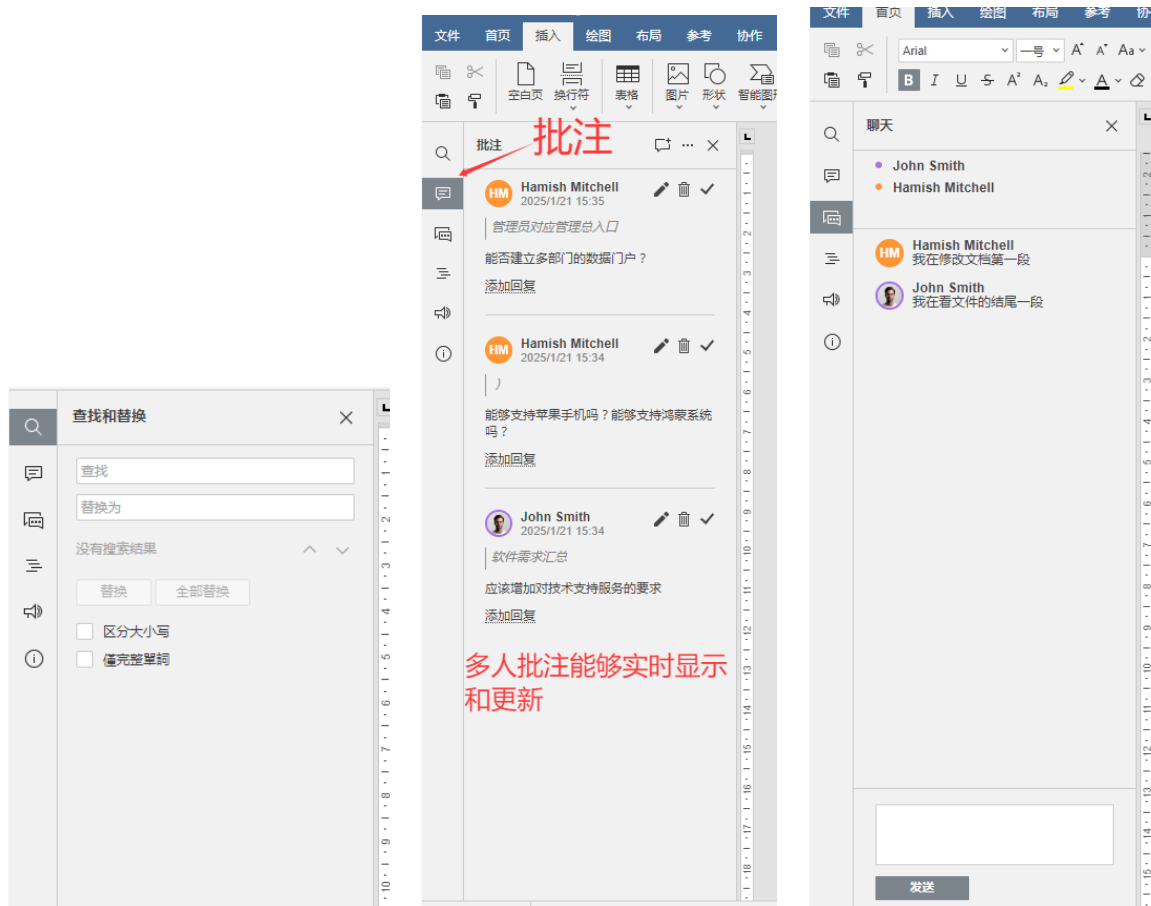 查找和替换
查找
替换为
没有搜索结果
替换
全部替换
区分大小写
僅完整單詞
文件 首页 插入 绘图 布局 参考 协作
空白页 换行符 表格 图片 形状 智能图形
批注
批注
HM
Hamish Mitchell
2025/1/21 15:35
管理员对应管理总入口
能否建立多部门的数据门户？
添加回复
HM
Hamish Mitchell
2025/1/21 15:34
）
能够支持苹果手机吗？能够支持鸿蒙系统
吗？
添加回复
John Smith
2025/1/21 15:34
软件需求汇总
应该增加对技术支持服务的要求
添加回复
多人批注能够实时显示
和更新
文件 首页 插入 绘图 布局 参考 协
Arial 一号 A A Aa
B I U S A² A₂ A
聊天
John Smith
Hamish Mitchell
HM
Hamish Mitchell
我在修改文档第一段
John Smith
我在看文件的结尾一段
发送